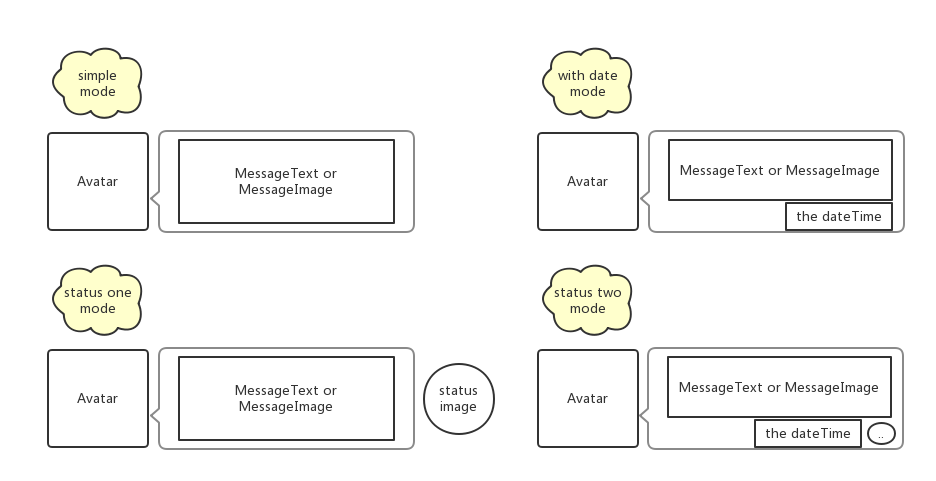 simple
mode
Avatar
MessageText or
MessageImage
with date
mode
Avatar
MessageText or MessageImage
the dateTime
status one
mode
Avatar
MessageText or
MessageImage
status
image
status two
mode
Avatar
MessageText or MessageImage
the dateTime
..